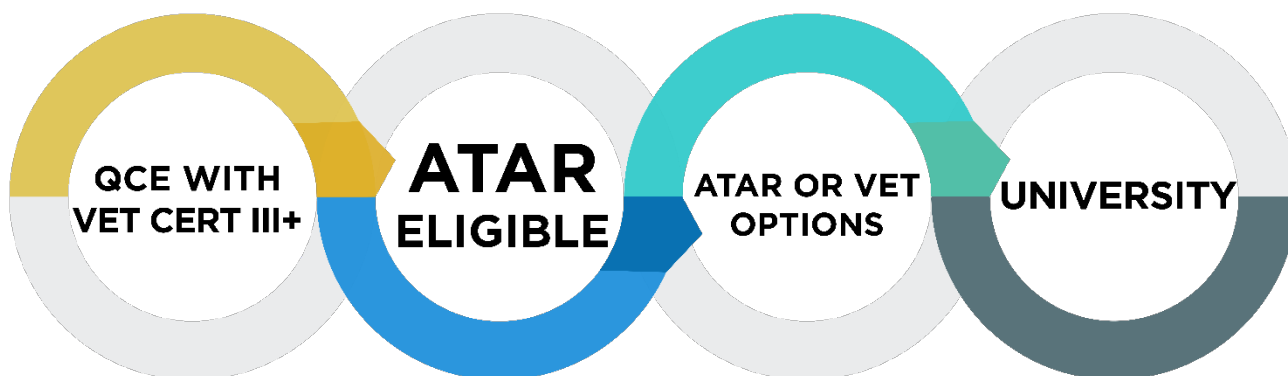 QCE WITH
VET CERT III+
ATAR
ELIGIBLE
ATAR OR VET
OPTIONS
UNIVERSITY